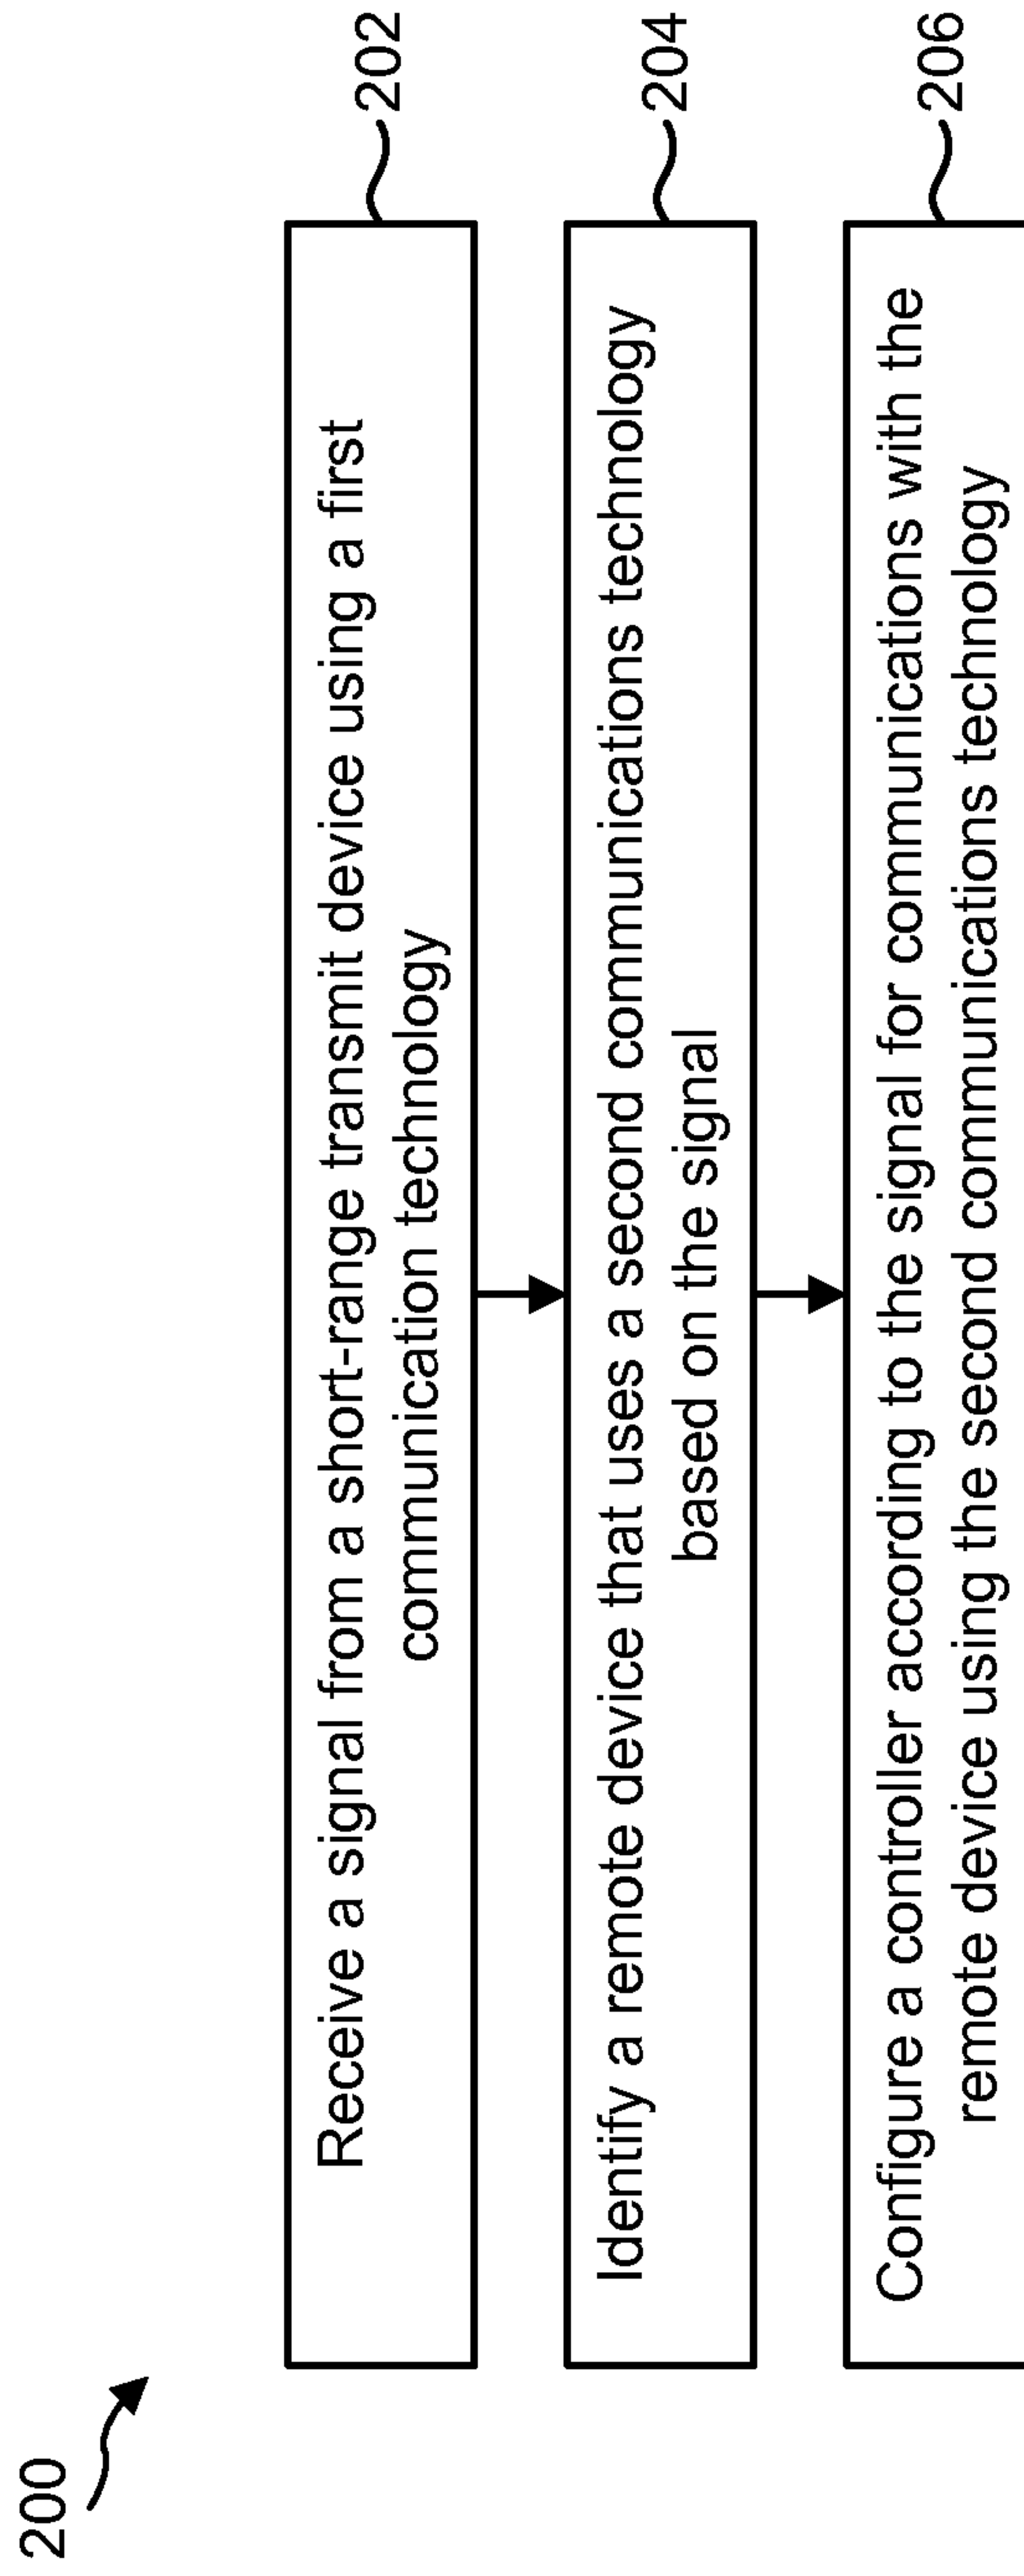 200
Receive a signal from a short-range transmit device using a first
communication technology
202
Identify a remote device that uses a second communications technology
based on the signal
204
Configure a controller according to the signal for communications with the
remote device using the second communications technology
206